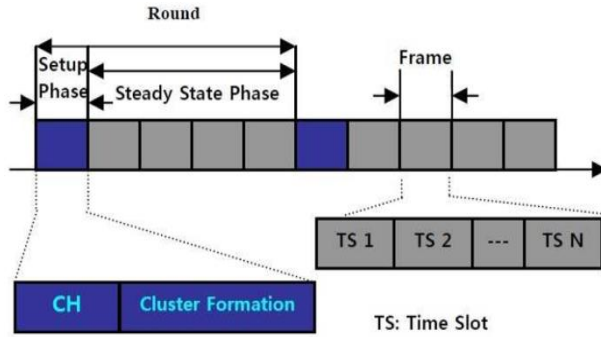 Round
Setup
Phase
Steady State Phase
Frame
TS 1 TS 2 --- TS N
CH Cluster Formation
TS: Time Slot